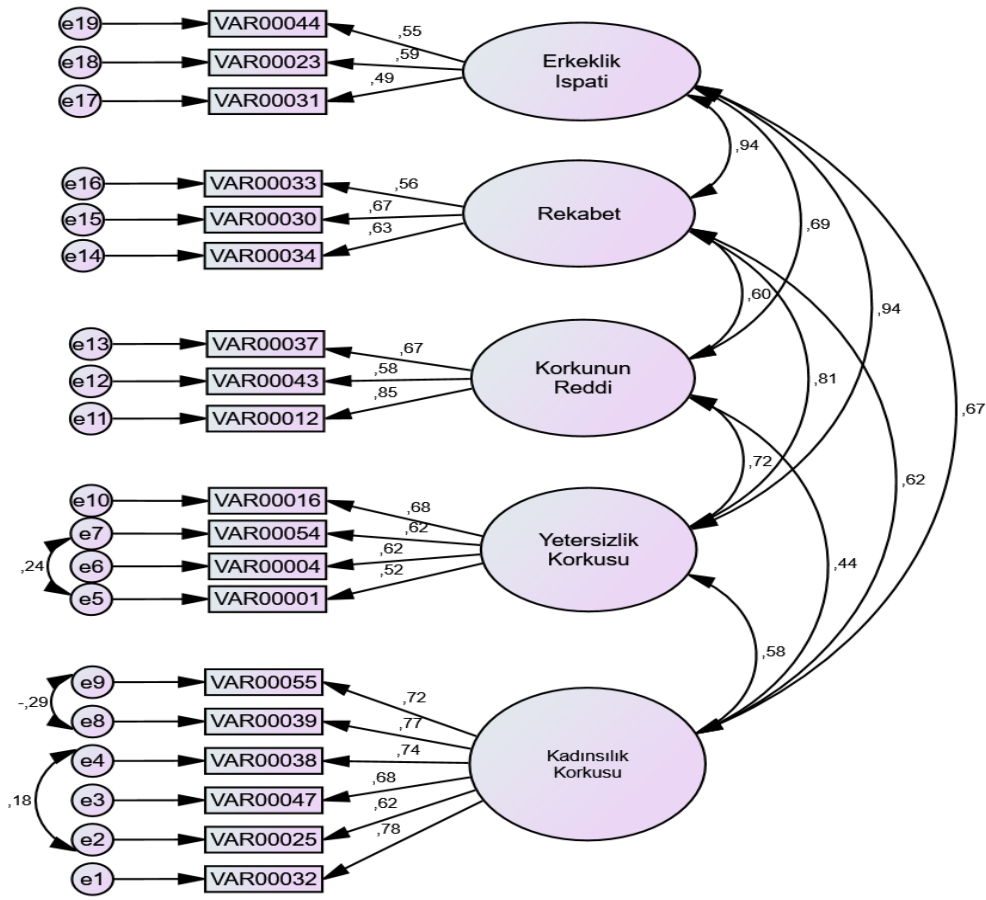 e19 VAR00044 ,55
e18 VAR00023 ,59
e17 VAR00031 ,49
Erkeklik
Ispati
,94
e16 VAR00033 ,56
e15 VAR00030 ,67
e14 VAR00034 ,63
Rekabet
,69
,60
,94
e13 VAR00037 ,67
e12 VAR00043 ,58
e11 VAR00012 ,85
Korkunun
Reddi
,81
,67
,72
,62
e10 VAR00016 ,68
e7 VAR00054 ,62
e6 VAR00004 ,62
e5 VAR00001 ,52
,24
Yetersizlik
Korkusu
,44
,58
e9 VAR00055 ,72
-,29
e8 VAR00039 ,77
e4 VAR00038 ,74
e3 VAR00047 ,68
,18
e2 VAR00025 ,62
e1 VAR00032 ,78
Kadınsılık
Korkusu